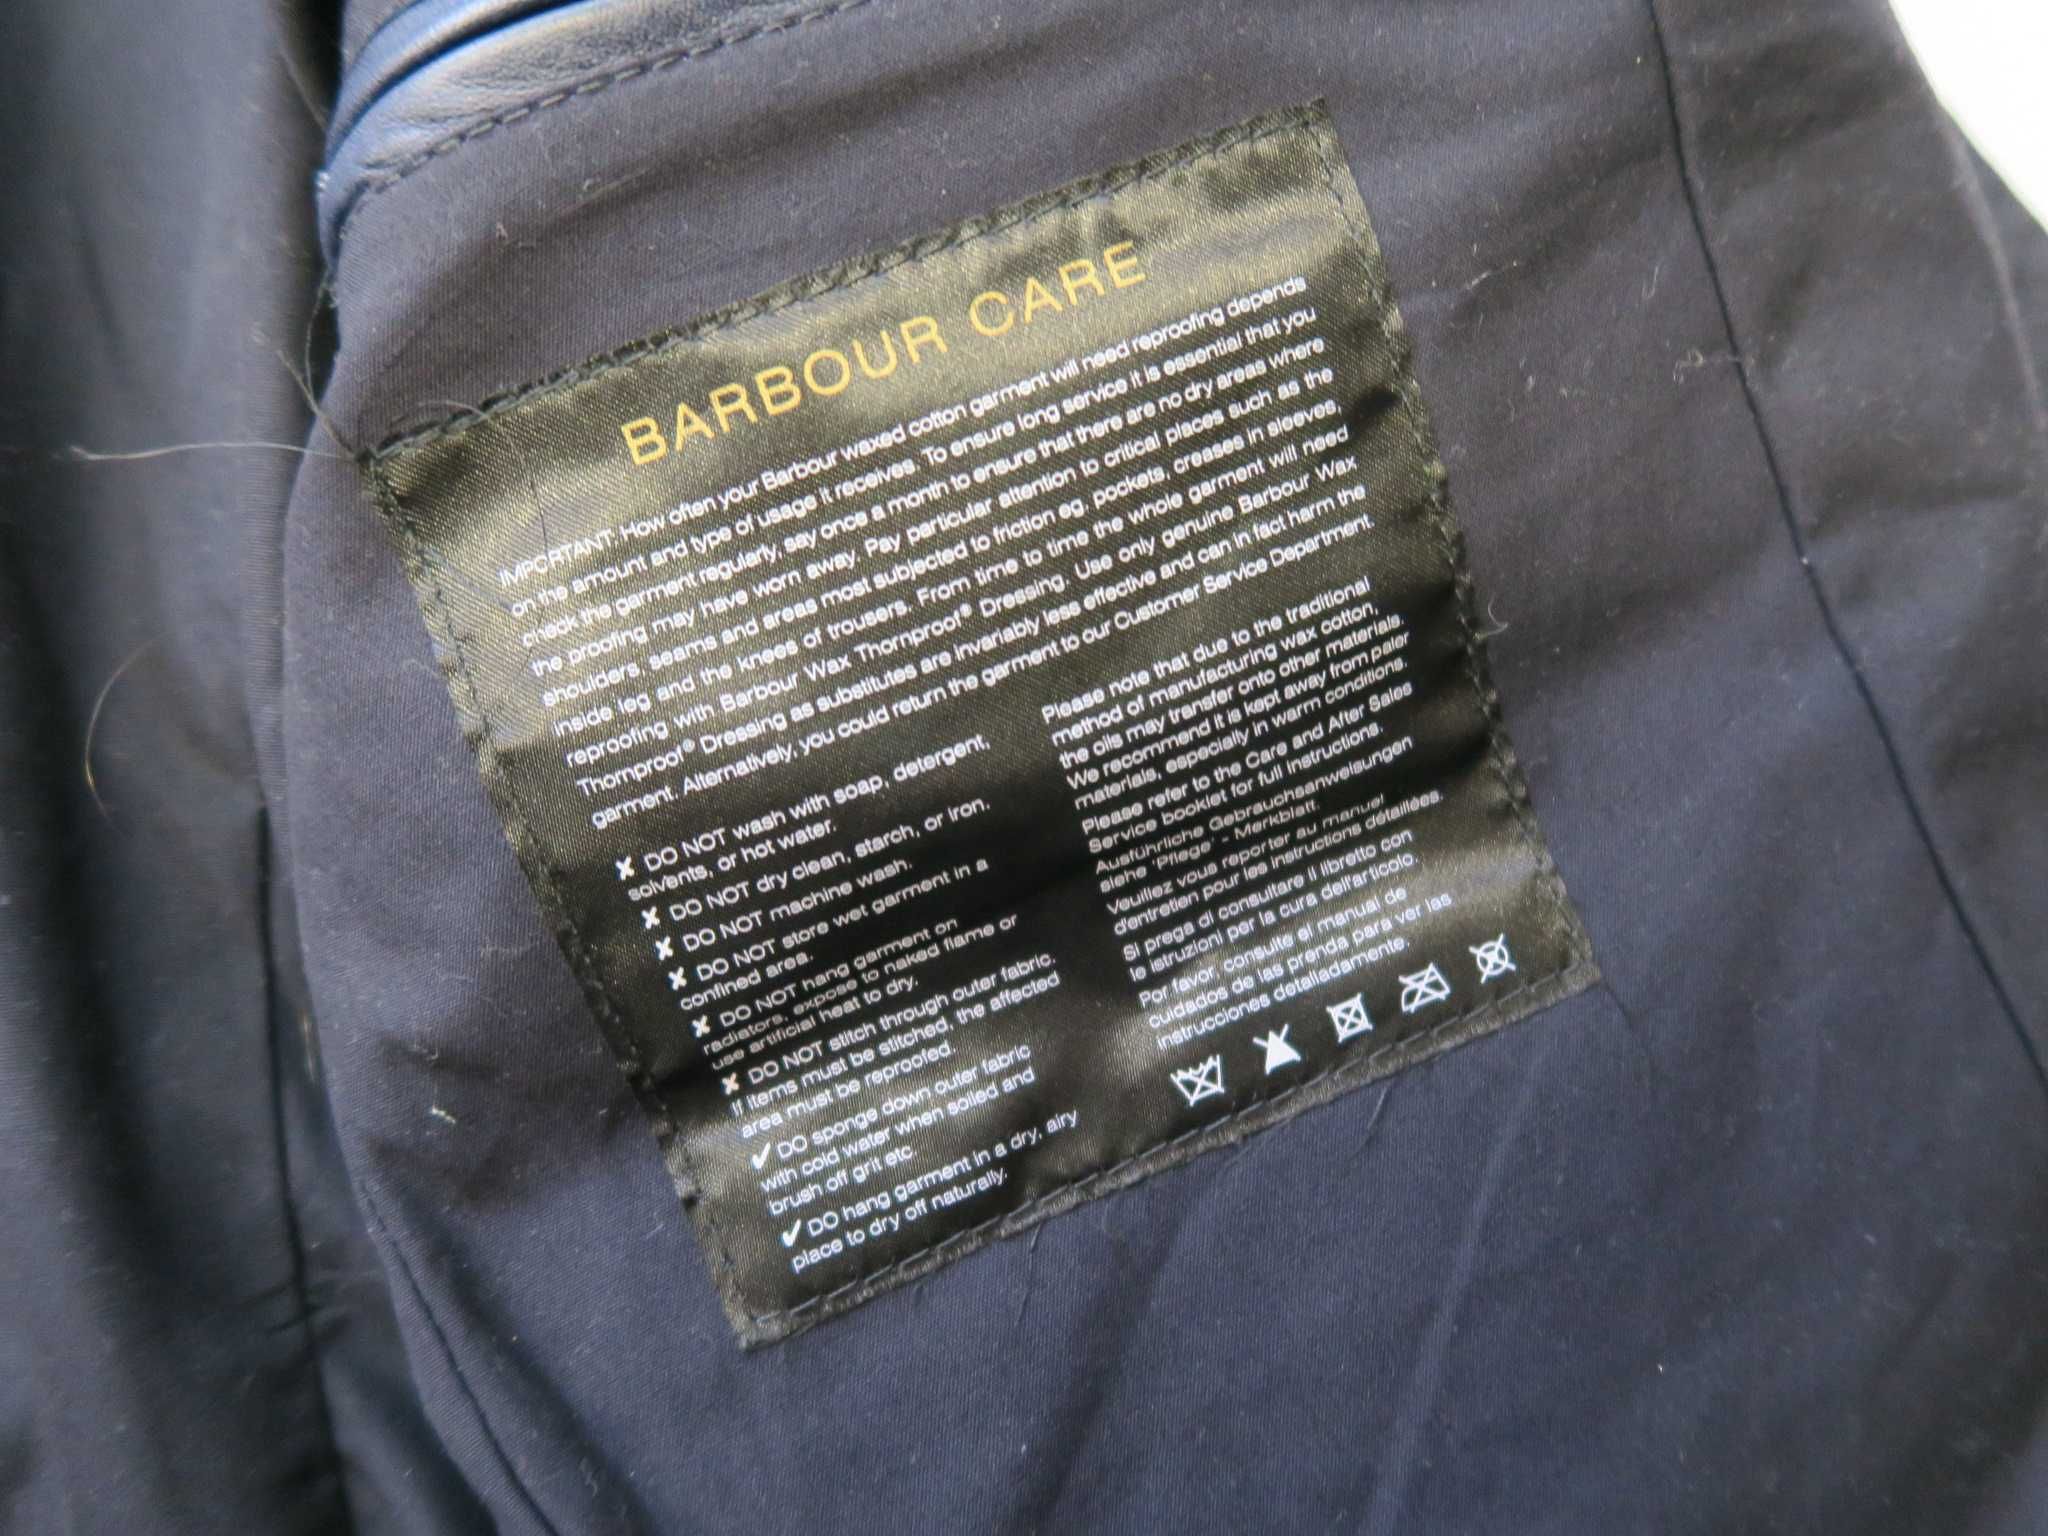 BARBOUR CARE
IMPORTANT: How often your Barbour waxed cotton garment will need reproofing depends
on the amount and type of usage it receives. To ensure long service it is essential that you
check the garment regularly, say once a month to ensure that there are no dry areas where
the proofing may have worn away. Pay particular attention to critical places such as the
shoulders, seams and areas most subjected to friction eg. pockets, creases in sleeves,
inside leg and the knees of trousers. From time to time the whole garment will need
reproofing with Barbour Wax Thornproof® Dressing. Use only genuine Barbour Wax
Thornproof® Dressing as substitutes are invariably less effective and can in fact harm the
garment. Alternatively, you could return the garment to our Customer Service Department.
✘ DO NOT wash with soap, detergent,
solvents, or hot water.
✘ DO NOT dry clean, starch, or iron.
✘ DO NOT machine wash.
✘ DO NOT store wet garment in a
confined area.
✘ DO NOT hang garment on
radiators, expose to naked flame or
use artificial heat to dry.
✘ DO NOT stitch through outer fabric.
If items must be stitched, the affected
area must be reproofed.
✔ DO sponge down outer fabric
with cold water when soiled and
brush off grit etc.
✔ DO hang garment in a dry, airy
place to dry off naturally.
Please note that due to the traditional
method of manufacturing wax cotton,
the oils may transfer onto other materials.
We recommend it is kept away from paler
materials, especially in warm conditions.
Please refer to the Care and After Sales
Service booklet for full instructions.
Ausführliche Gebrauchsanweisungen
siehe 'Pflege' - Merkblatt.
Veuillez vous reporter au manuel
d'entretien pour les instructions détaillées.
Si prega di consultare il libretto con
le istruzioni per la cura dell'articolo.
Por favor, consulte el manual de
cuidados de las prenda para ver las
instrucciones detalladamente.